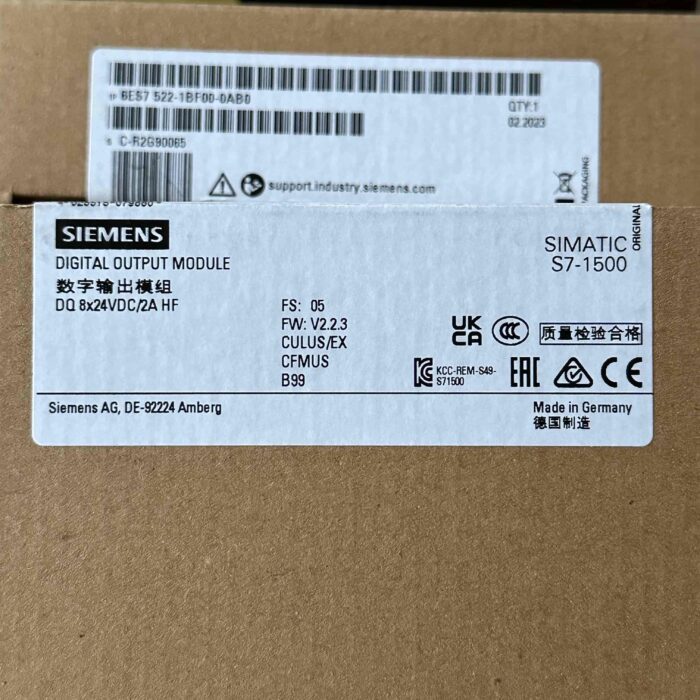 6ES7 522-1BF00-0AB0
QTY:1
02.2023
S C-R2G90065
support.industry.siemens.com
PACKAGING
ORIGINAL
SIEMENS
SIMATIC
S7-1500
DIGITAL OUTPUT MODULE
数字输出模组
DQ 8x24VDC/2A HF
FS: 05
FW: V2.2.3
CULUS/EX
CFMUS
B99
UK
CA
CCC
质量检验合格
KCC-REM-S49-
S71500
EAC
CE
Siemens AG, DE-92224 Amberg
Made in Germany
德国制造